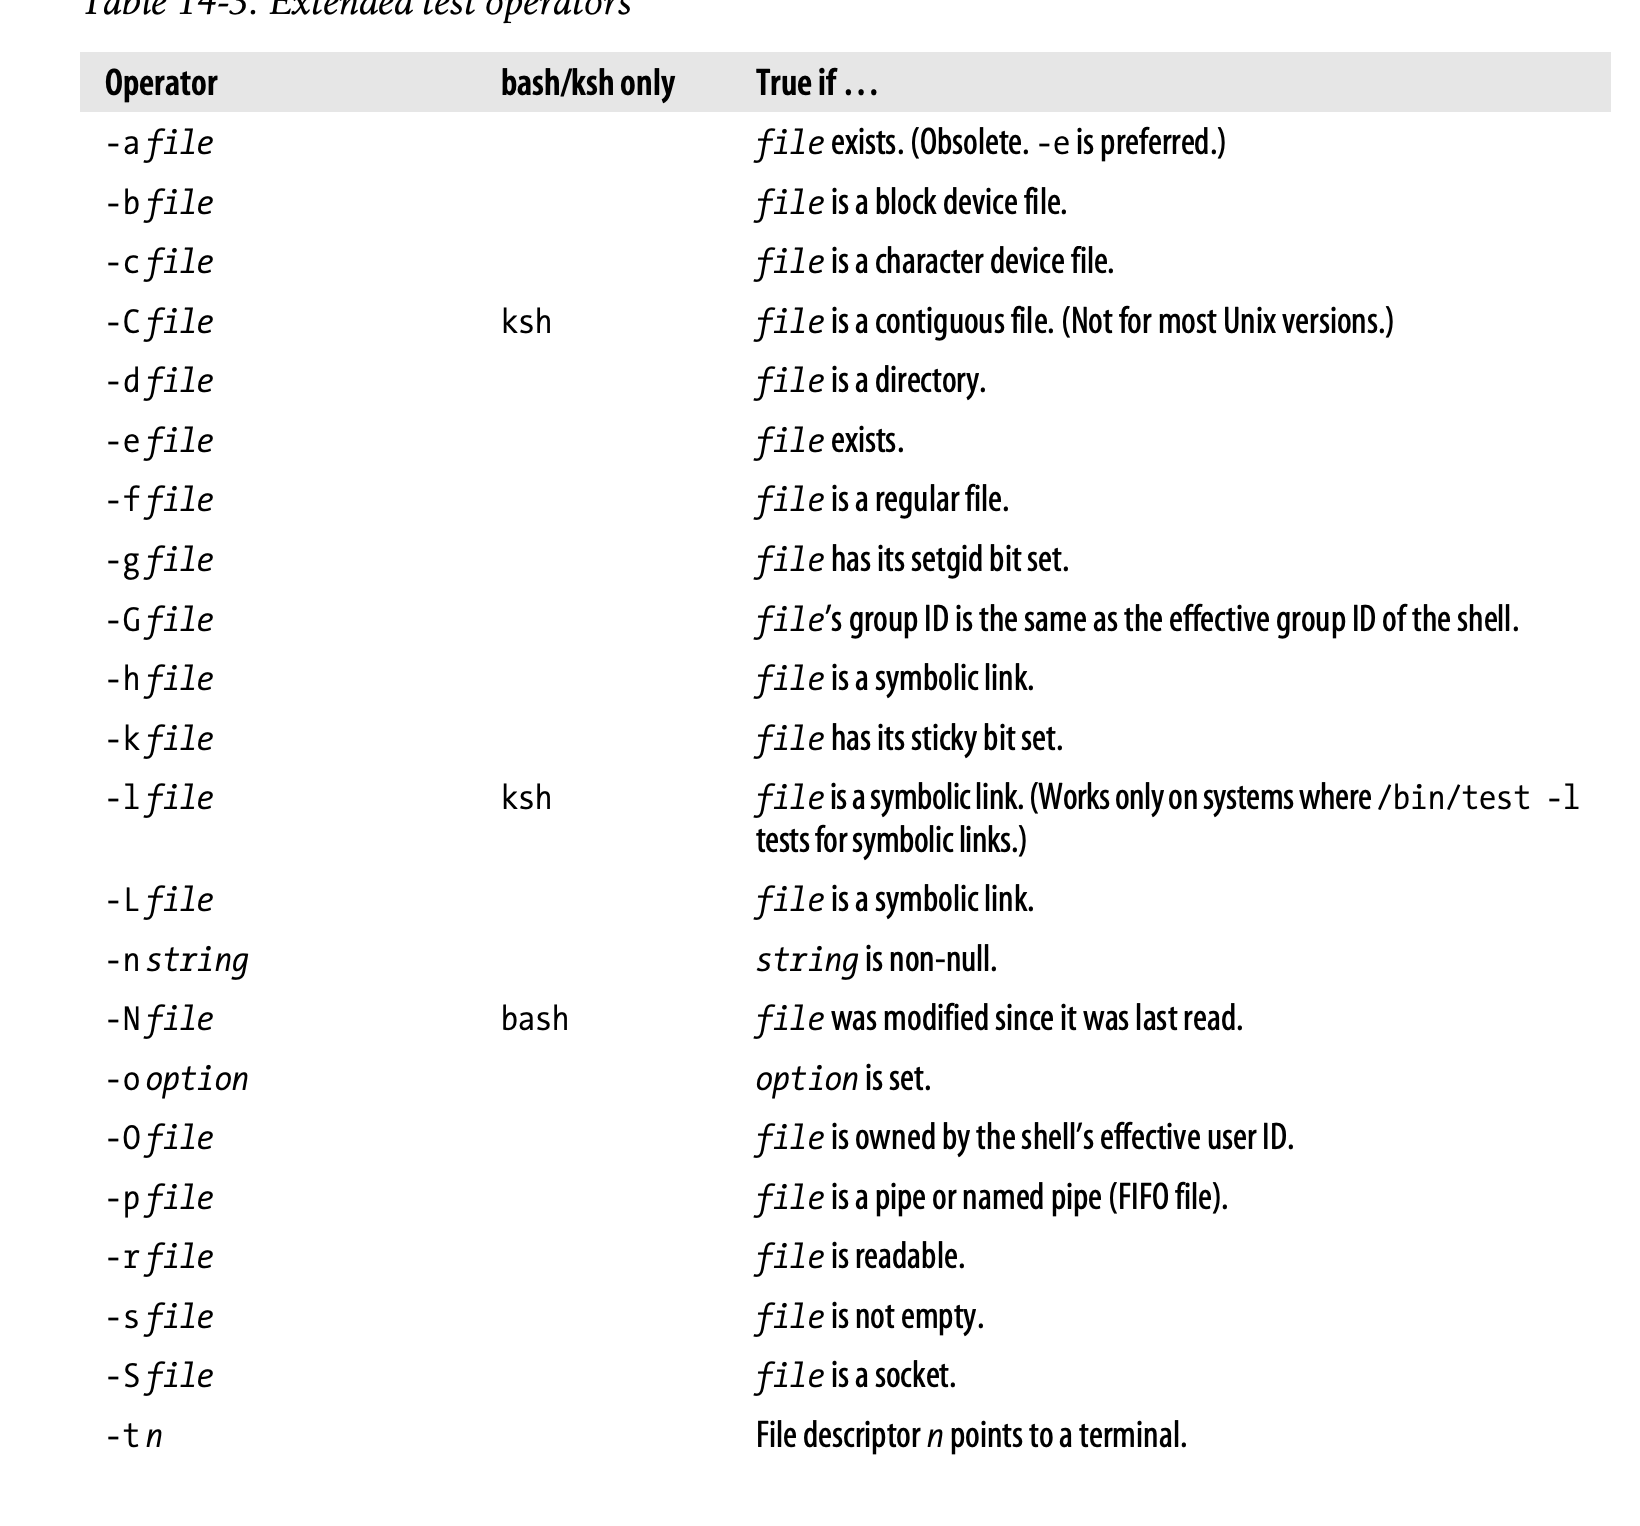 Table 14-3. Extended test operators
Operator bash/ksh only True if …
-a file file exists. (Obsolete. -e is preferred.)
-b file file is a block device file.
-c file file is a character device file.
-C file ksh file is a contiguous file. (Not for most Unix versions.)
-d file file is a directory.
-e file file exists.
-f file file is a regular file.
-g file file has its setgid bit set.
-G file file’s group ID is the same as the effective group ID of the shell.
-h file file is a symbolic link.
-k file file has its sticky bit set.
-l file ksh file is a symbolic link. (Works only on systems where /bin/test -l
tests for symbolic links.)
-L file file is a symbolic link.
-n string string is non-null.
-N file bash file was modified since it was last read.
-o option option is set.
-O file file is owned by the shell’s effective user ID.
-p file file is a pipe or named pipe (FIFO file).
-r file file is readable.
-s file file is not empty.
-S file file is a socket.
-t n File descriptor n points to a terminal.